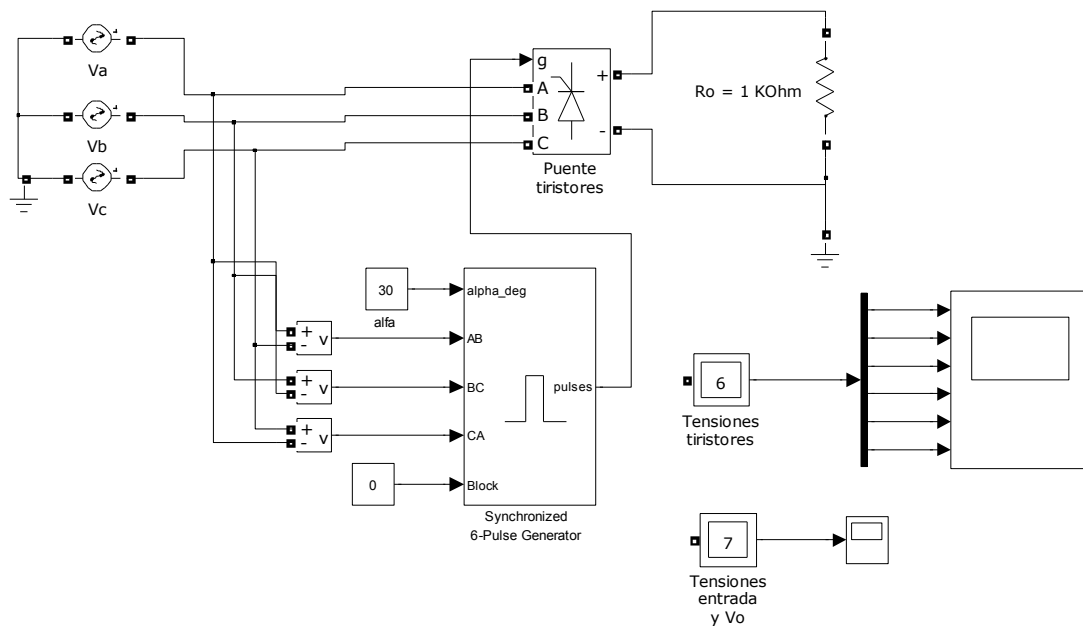 Va
Vb
Vc
g
A
B
C
+
-
Puente
tiristores
Ro = 1 KOhm
30
alfa
alpha_deg
AB
BC
CA
Block
pulses
+
-
v
+
-
v
+
-
v
0
Synchronized
6-Pulse Generator
6
Tensiones
tiristores
7
Tensiones
entrada
y Vo